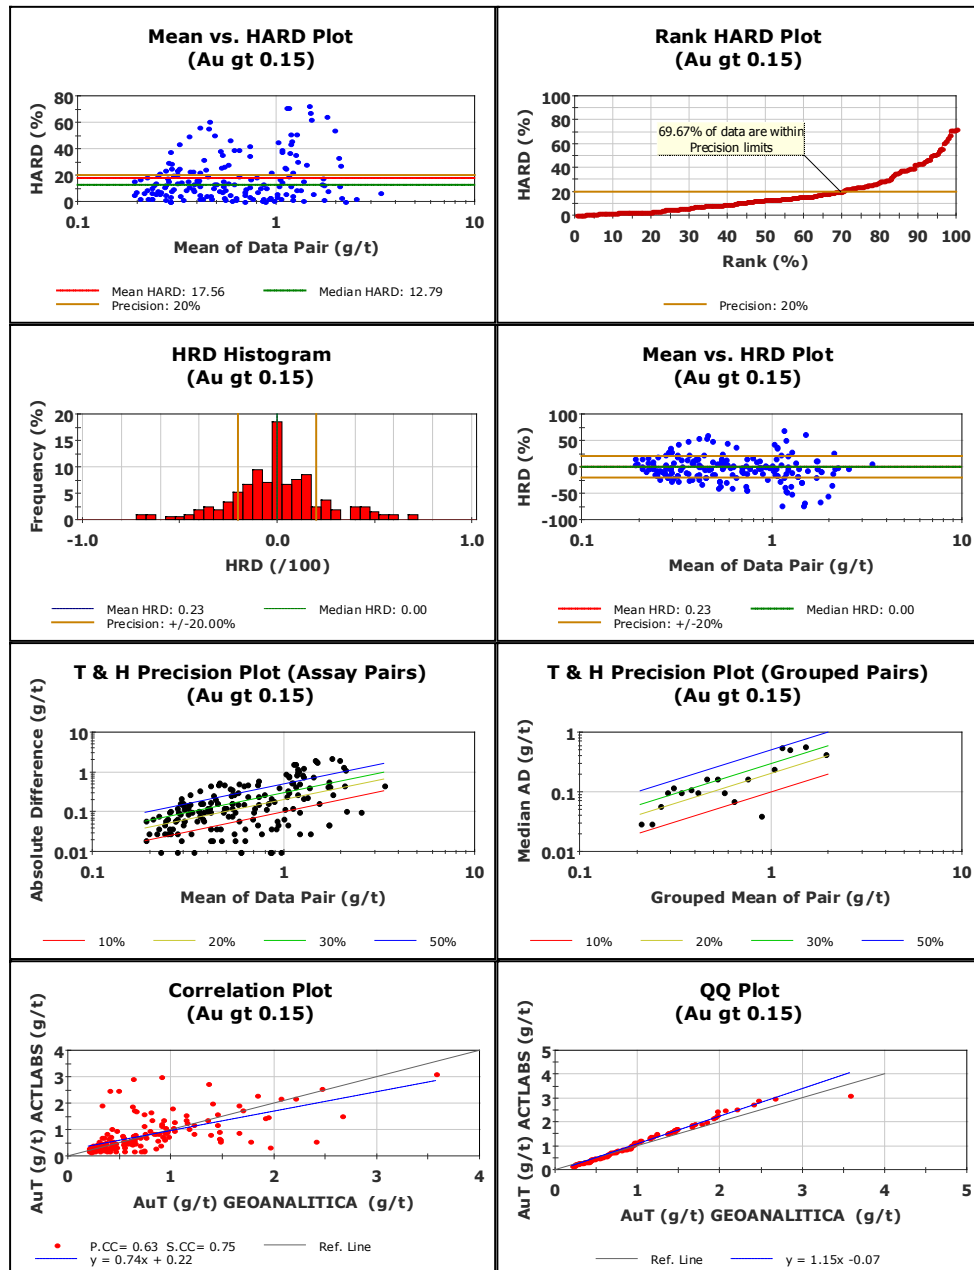 Mean vs. HARD Plot
(Au gt 0.15)
HARD (%)
80
60
40
20
0
0.1 1 10
Mean of Data Pair (g/t)
Mean HARD: 17.56 Median HARD: 12.79
Precision: 20%
Rank HARD Plot
(Au gt 0.15)
HARD (%)
100
80
60
40
20
0
69.67% of data are within
Precision limits
0 10 20 30 40 50 60 70 80 90 100
Rank (%)
Precision: 20%
HRD Histogram
(Au gt 0.15)
Frequency (%)
20
15
10
5
0
-1.0 0.0 1.0
HRD (/100)
Mean HRD: 0.23 Median HRD: 0.00
Precision: +/-20.00%
Mean vs. HRD Plot
(Au gt 0.15)
HRD (%)
100
50
0
-50
-100
0.1 1 10
Mean of Data Pair (g/t)
Mean HRD: 0.23 Median HRD: 0.00
Precision: +/-20%
T & H Precision Plot (Assay Pairs)
(Au gt 0.15)
Absolute Difference (g/t)
10
1
0.1
0.01
0.1 1 10
Mean of Data Pair (g/t)
10% 20% 30% 50%
T & H Precision Plot (Grouped Pairs)
(Au gt 0.15)
Median AD (g/t)
1
0.1
0.01
0.1 1 10
Grouped Mean of Pair (g/t)
10% 20% 30% 50%
Correlation Plot
(Au gt 0.15)
AuT (g/t) ACTLABS (g/t)
4
3
2
1
0
0 1 2 3 4
AuT (g/t) GEOANALITICA (g/t)
P.CC= 0.63 S.CC= 0.75 Ref. Line
y = 0.74x + 0.22
QQ Plot
(Au gt 0.15)
AuT (g/t) ACTLABS (g/t)
5
4
3
2
1
0
0 1 2 3 4 5
AuT (g/t) GEOANALITICA (g/t)
Ref. Line y = 1.15x -0.07